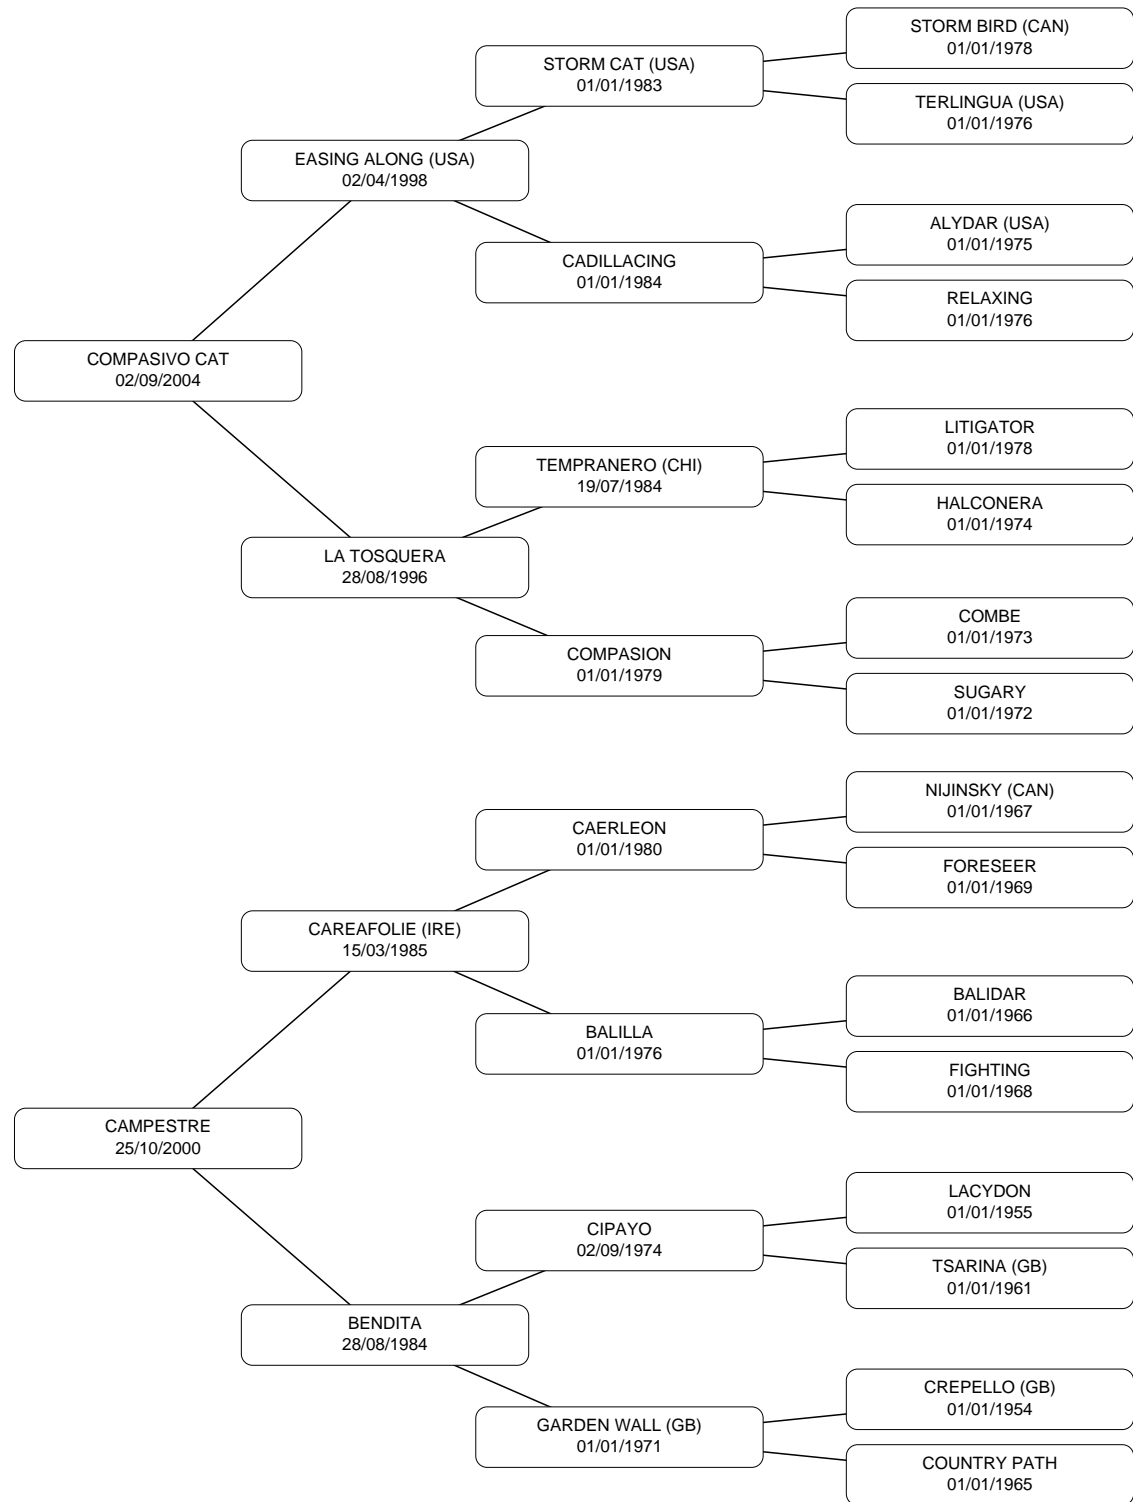 STORM BIRD (CAN)
01/01/1978
STORM CAT (USA)
01/01/1983
TERLINGUA (USA)
01/01/1976
EASING ALONG (USA)
02/04/1998
ALYDAR (USA)
01/01/1975
CADILLACING
01/01/1984
RELAXING
01/01/1976
COMPASIVO CAT
02/09/2004
LITIGATOR
01/01/1978
TEMPRANERO (CHI)
19/07/1984
HALCONERA
01/01/1974
LA TOSQUERA
28/08/1996
COMBE
01/01/1973
COMPASION
01/01/1979
SUGARY
01/01/1972
NIJINSKY (CAN)
01/01/1967
CAERLEON
01/01/1980
FORESEER
01/01/1969
CAREAFOLIE (IRE)
15/03/1985
BALIDAR
01/01/1966
BALILLA
01/01/1976
FIGHTING
01/01/1968
CAMPESTRE
25/10/2000
LACYDON
01/01/1955
CIPAYO
02/09/1974
TSARINA (GB)
01/01/1961
BENDITA
28/08/1984
CREPELLO (GB)
01/01/1954
GARDEN WALL (GB)
01/01/1971
COUNTRY PATH
01/01/1965